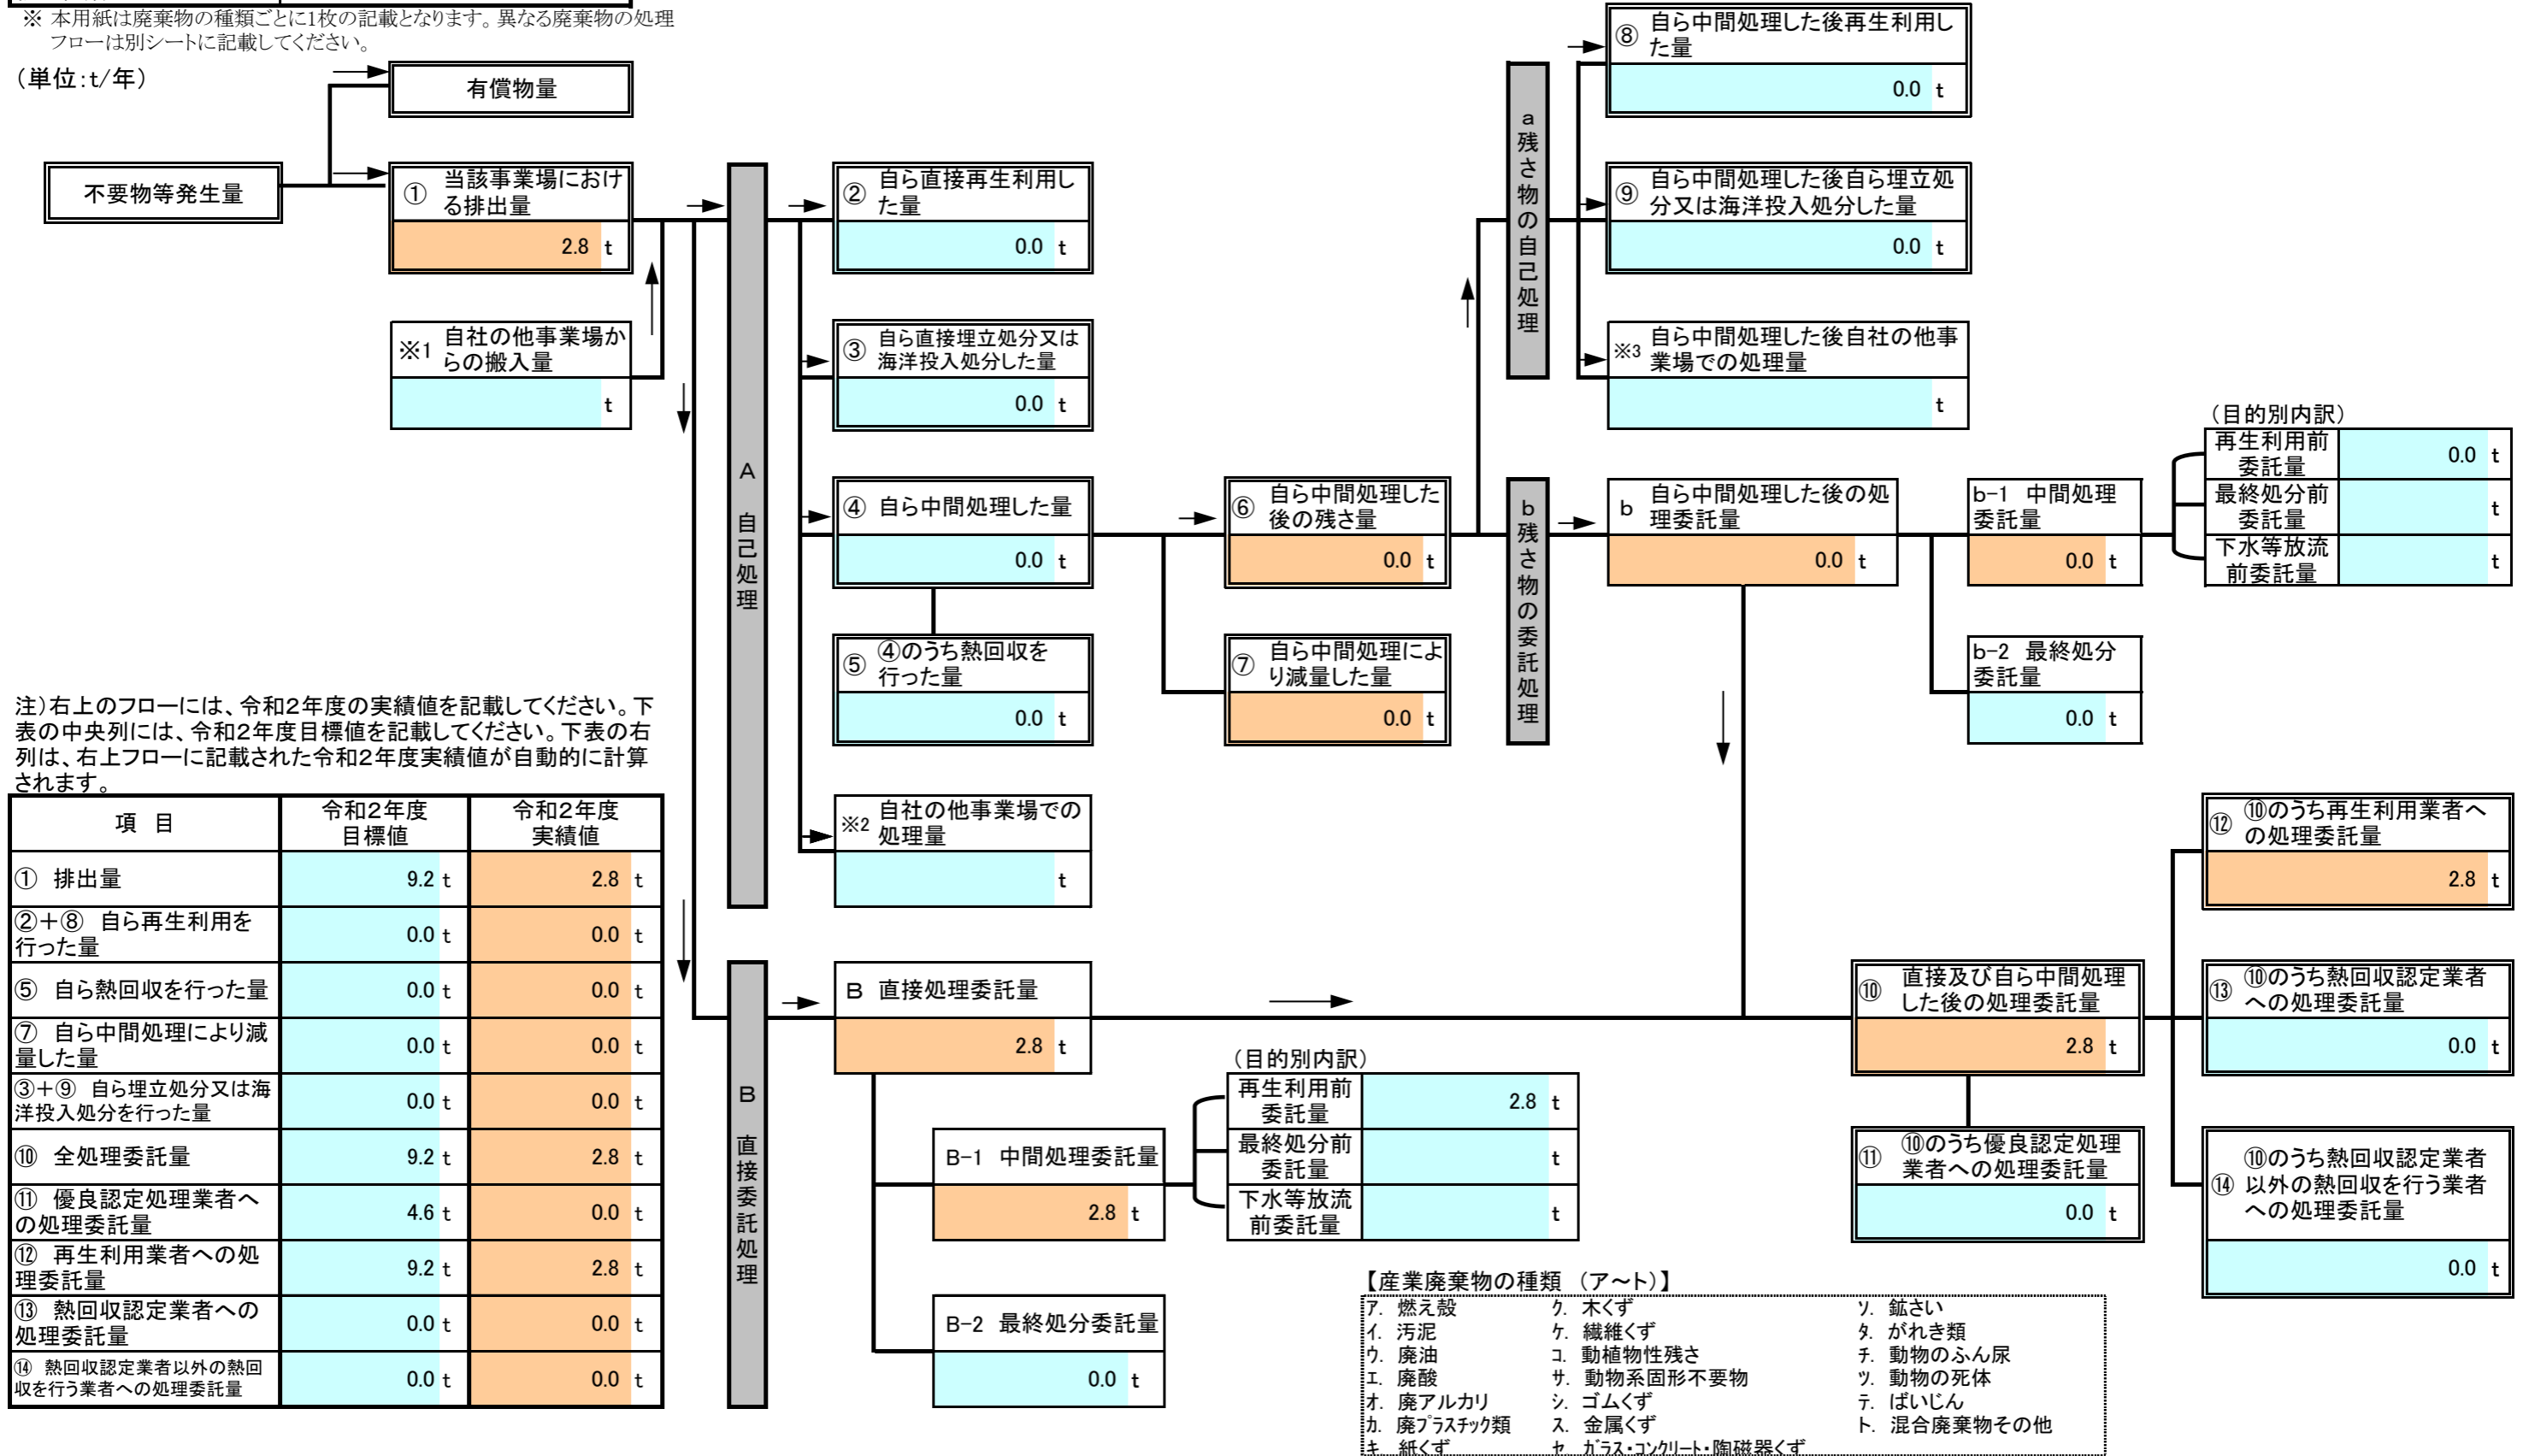 ※ 本用紙は廃棄物の種類ごとに1枚の記載となります。異なる廃棄物の処理
フローは別シートに記載してください。
（単位：t/年）
有償物量
不要物等発生量
① 当該事業場におけ
る排出量
2.8 t
※1 自社の他事業場か
らの搬入量
t
A 自己処理
② 自ら直接再生利用し
た量
0.0 t
③ 自ら直接埋立処分又は
海洋投入処分した量
0.0 t
④ 自ら中間処理した量
0.0 t
⑤ ④のうち熱回収を
行った量
0.0 t
※2 自社の他事業場での
処理量
t
⑥ 自ら中間処理した
後の残さ量
0.0 t
⑦ 自ら中間処理によ
り減量した量
0.0 t
a 残さ物の自己処理
⑧ 自ら中間処理した後再生利用し
た量
0.0 t
⑨ 自ら中間処理した後自ら埋立処
分又は海洋投入処分した量
0.0 t
※3 自ら中間処理した後自社の他事
業場での処理量
t
b 残さ物の委託処理
b 自ら中間処理した後の処
理委託量
0.0 t
b-1 中間処理
委託量
0.0 t
b-2 最終処分
委託量
0.0 t
（目的別内訳）
再生利用前
委託量
0.0 t
最終処分前
委託量
t
下水等放流
前委託量
t
注）右上のフローには、令和２年度の実績値を記載してください。下
表の中央列には、令和２年度目標値を記載してください。下表の右
列は、右上フローに記載された令和２年度実績値が自動的に計算
されます。
項 目 令和２年度 令和２年度
目標値 実績値
① 排出量 9.2 t 2.8 t
②＋⑧ 自ら再生利用を
行った量 0.0 t 0.0 t
⑤ 自ら熱回収を行った量 0.0 t 0.0 t
⑦ 自ら中間処理により減
量した量 0.0 t 0.0 t
③＋⑨ 自ら埋立処分又は海
洋投入処分を行った量 0.0 t 0.0 t
⑩ 全処理委託量 9.2 t 2.8 t
⑪ 優良認定処理業者へ
の処理委託量 4.6 t 0.0 t
⑫ 再生利用業者への処
理委託量 9.2 t 2.8 t
⑬ 熱回収認定業者への
処理委託量 0.0 t 0.0 t
⑭ 熱回収認定業者以外の熱回
収を行う業者への処理委託量 0.0 t 0.0 t
B 直接委託処理
B 直接処理委託量
2.8 t
B-1 中間処理委託量
2.8 t
B-2 最終処分委託量
0.0 t
（目的別内訳）
再生利用前
委託量
2.8 t
最終処分前
委託量
t
下水等放流
前委託量
t
⑩ 直接及び自ら中間処理
した後の処理委託量
2.8 t
⑪ ⑩のうち優良認定処理
業者への処理委託量
0.0 t
⑫ ⑩のうち再生利用業者へ
の処理委託量
2.8 t
⑬ ⑩のうち熱回収認定業者
への処理委託量
0.0 t
⑭ ⑩のうち熱回収認定業者
以外の熱回収を行う業者
への処理委託量
0.0 t
【産業廃棄物の種類 （ア～ト）】
ｱ. 燃え殻 ｸ. 木くず ｿ. 鉱さい
ｲ. 汚泥 ｹ. 繊維くず ﾀ. がれき類
ｳ. 廃油 ｺ. 動植物性残さ ﾁ. 動物のふん尿
ｴ. 廃酸 ｻ. 動物系固形不要物 ﾂ. 動物の死体
ｵ. 廃アルカリ ｼ. ゴムくず ﾃ. ばいじん
ｶ. 廃ﾌﾟﾗｽﾁｯｸ類 ｽ. 金属くず ﾄ. 混合廃棄物その他
ｷ. 紙くず ｾ. ｶﾞﾗｽ・ｺﾝｸﾘｰﾄ・陶磁器くず